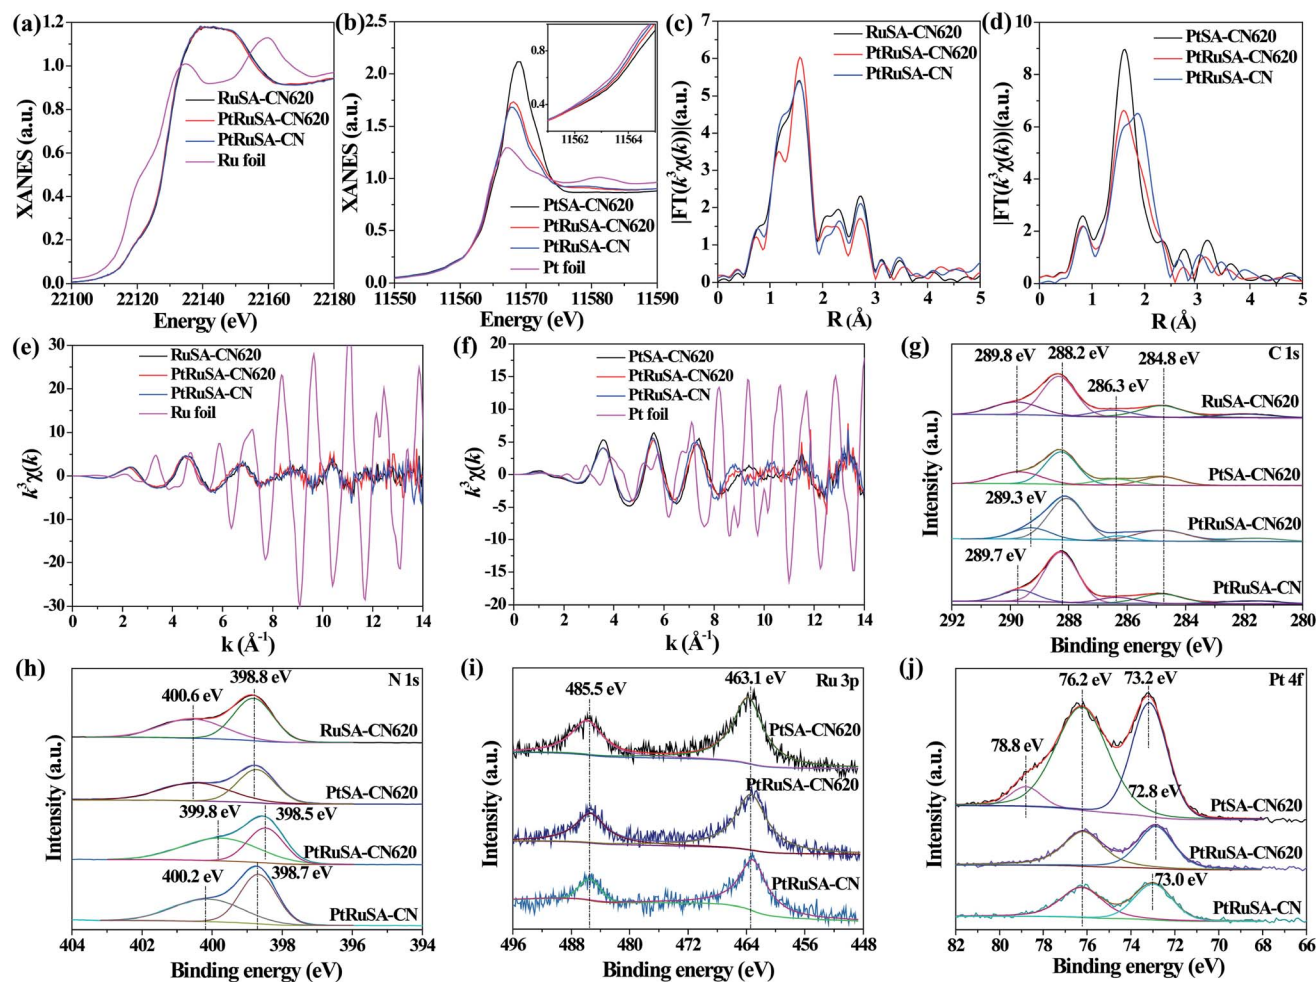 (a)
1.2
1.0
0.8
0.6
0.4
0.2
0.0
XANES (a.u.)
RuSA-CN620
PtRuSA-CN620
PtRuSA-CN
Ru foil
22100 22120 22140 22160 22180
Energy (eV)
(b)
2.5
2.0
1.5
1.0
0.5
0.0
XANES (a.u.)
0.8
0.4
11562 11564
PtSA-CN620
PtRuSA-CN620
PtRuSA-CN
Pt foil
11550 11560 11570 11580 11590
Energy (eV)
(c)
7
6
5
4
3
2
1
0
|FT(k³χ(k))|(a.u.)
RuSA-CN620
PtRuSA-CN620
PtRuSA-CN
0 1 2 3 4 5
R (Å)
(d)
10
8
6
4
2
0
|FT(k³χ(k))|(a.u.)
PtSA-CN620
PtRuSA-CN620
PtRuSA-CN
0 1 2 3 4 5
R (Å)
(e)
30
20
10
0
-10
-20
-30
k³χ(k)
RuSA-CN620
PtRuSA-CN620
PtRuSA-CN
Ru foil
0 2 4 6 8 10 12 14
k (Å⁻¹)
(f)
20
15
10
5
0
-5
-10
-15
-20
k³χ(k)
PtSA-CN620
PtRuSA-CN620
PtRuSA-CN
Pt foil
0 2 4 6 8 10 12 14
k (Å⁻¹)
(g)
C 1s
289.8 eV 288.2 eV 284.8 eV
286.3 eV
RuSA-CN620
PtSA-CN620
289.3 eV
PtRuSA-CN620
289.7 eV
PtRuSA-CN
Intensity (a.u.)
292 290 288 286 284 282 280
Binding energy (eV)
(h)
N 1s
398.8 eV
400.6 eV
RuSA-CN620
PtSA-CN620
399.8 eV
398.5 eV
PtRuSA-CN620
400.2 eV
398.7 eV
PtRuSA-CN
Intensity (a.u.)
404 402 400 398 396 394
Binding energy (eV)
(i)
Ru 3p
485.5 eV
463.1 eV
PtSA-CN620
PtRuSA-CN620
PtRuSA-CN
Intensity (a.u.)
496 488 480 472 464 456 448
Binding energy (eV)
(j)
Pt 4f
76.2 eV 73.2 eV
78.8 eV
72.8 eV
PtSA-CN620
PtRuSA-CN620
73.0 eV
PtRuSA-CN
Intensity (a.u.)
82 80 78 76 74 72 70 68 66
Binding energy (eV)